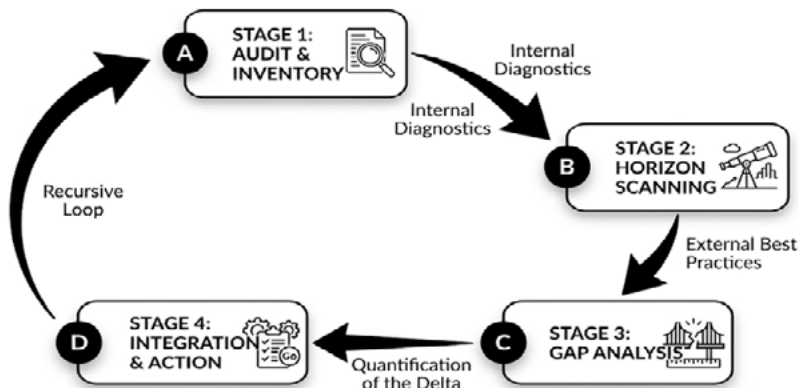 A
STAGE 1:
AUDIT &
INVENTORY
Internal
Diagnostics
Internal
Diagnostics
B
STAGE 2:
HORIZON
SCANNING
External Best
Practices
C
STAGE 3:
GAP ANALYSIS
Quantification
of the Delta
D
STAGE 4:
INTEGRATION
& ACTION
Go
Recursive
Loop